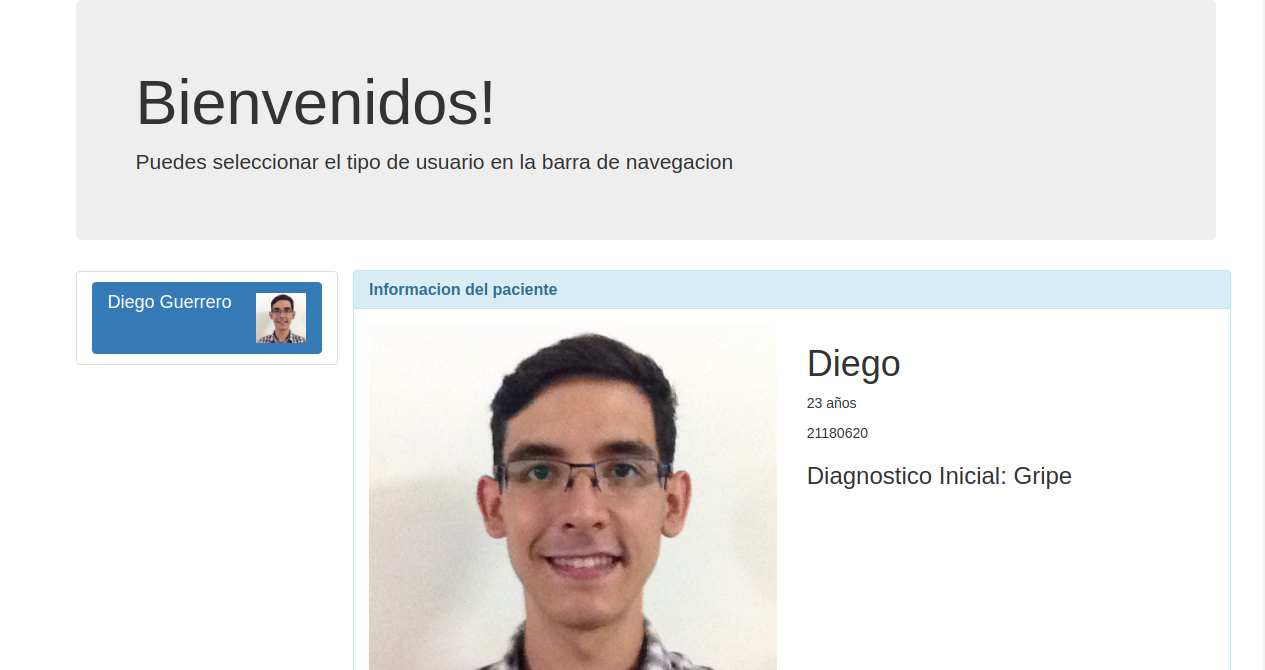 Bienvenidos!
Puedes seleccionar el tipo de usuario en la barra de navegacion
Diego Guerrero
Informacion del paciente
Diego
23 años
21180620
Diagnostico Inicial: Gripe